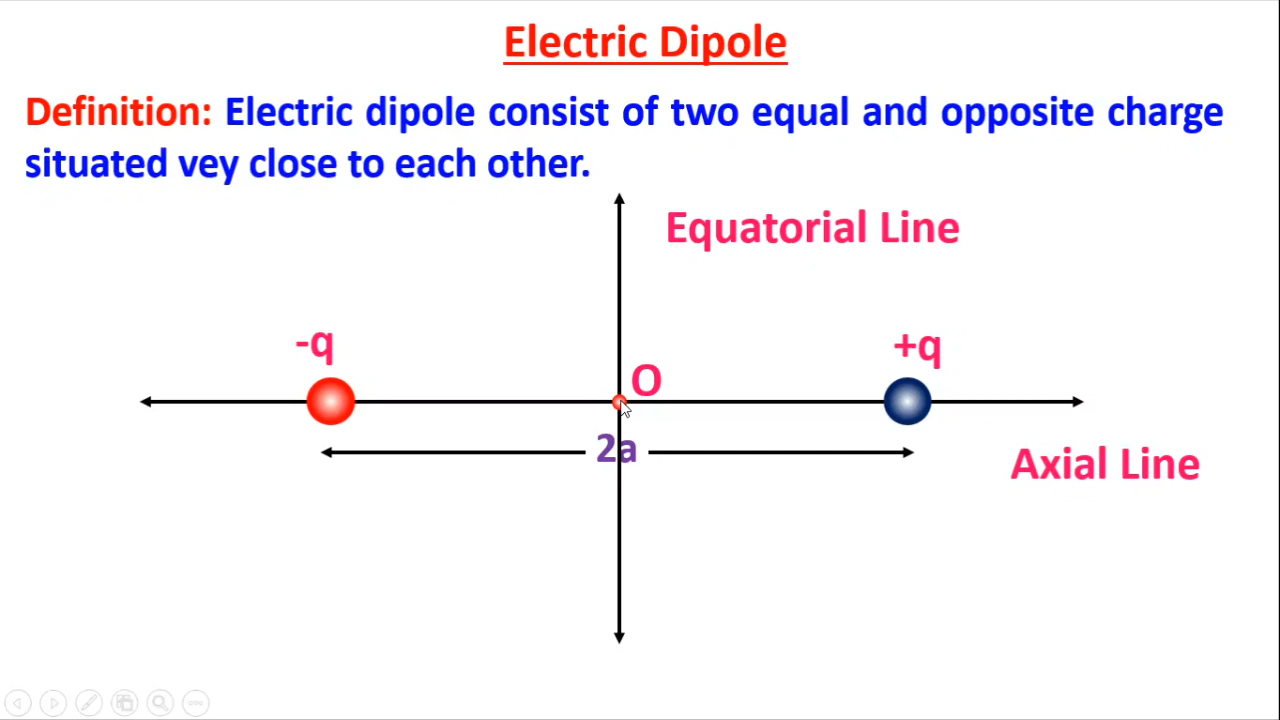 Electric Dipole
Definition: Electric dipole consist of two equal and opposite charge
situated vey close to each other.
Equatorial Line
-q
+q
O
2a
Axial Line